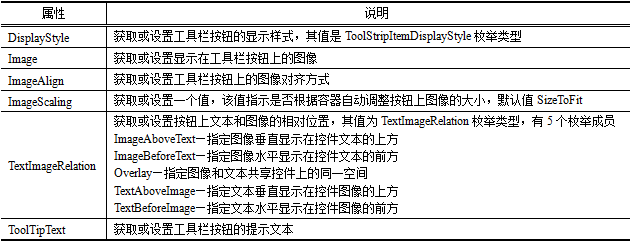 属性 说明
DisplayStyle 获取或设置工具栏按钮的显示样式，其值是 ToolStripItemDisplayStyle 枚举类型
Image 获取或设置显示在工具栏按钮上的图像
ImageAlign 获取或设置工具栏按钮上的图像对齐方式
ImageScaling 获取或设置一个值，该值指示是否根据容器自动调整按钮上图像的大小，默认值 SizeToFit
获取或设置按钮上文本和图像的相对位置，其值为 TextImageRelation 枚举类型，有 5 个枚举成员
ImageAboveText—指定图像垂直显示在控件文本的上方
ImageBeforeText—指定图像水平显示在控件文本的前方
TextImageRelation Overlay—指定图像和文本共享控件上的同一空间
TextAboveImage—指定文本垂直显示在控件图像的上方
TextBeforeImage—指定文本水平显示在控件图像的前方
ToolTipText 获取或设置工具栏按钮的提示文本